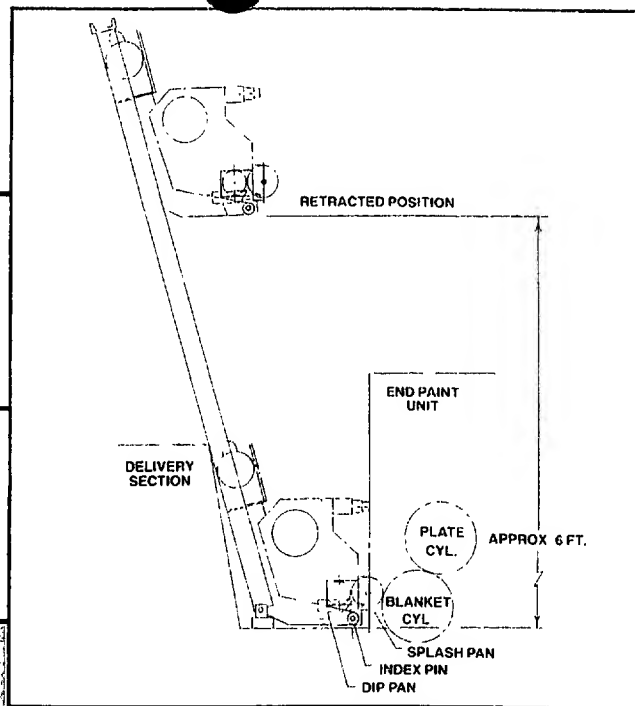 RETRACTED POSITION
END PAINT
UNIT
DELIVERY
SECTION
PLATE
CYL.
APPROX 6 FT.
BLANKET
CYL
SPLASH PAN
INDEX PIN
DIP PAN